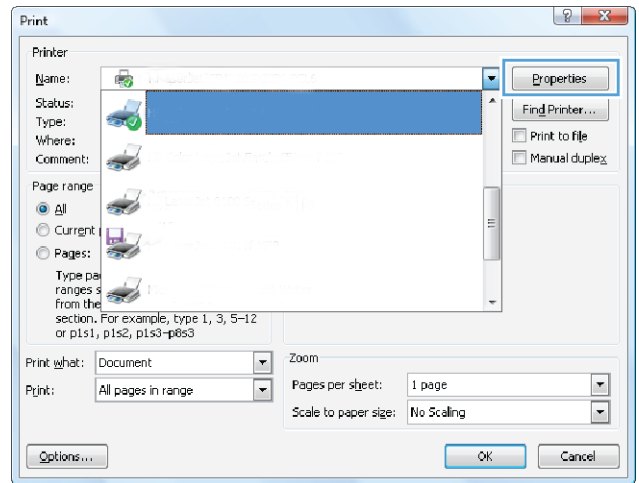 Print
Printer
Name:
Properties
Status:
Find Printer...
Type:
Where:
Print to file
Comment:
Manual duplex
Page range
All
Current
Pages:
Type
ranges
from the
section. For example, type 1, 3, 5–12
or p1s1, p1s2, p1s3–p8s3
Print what: Document
Print: All pages in range
Zoom
Pages per sheet: 1 page
Scale to paper size: No Scaling
Options...
OK
Cancel